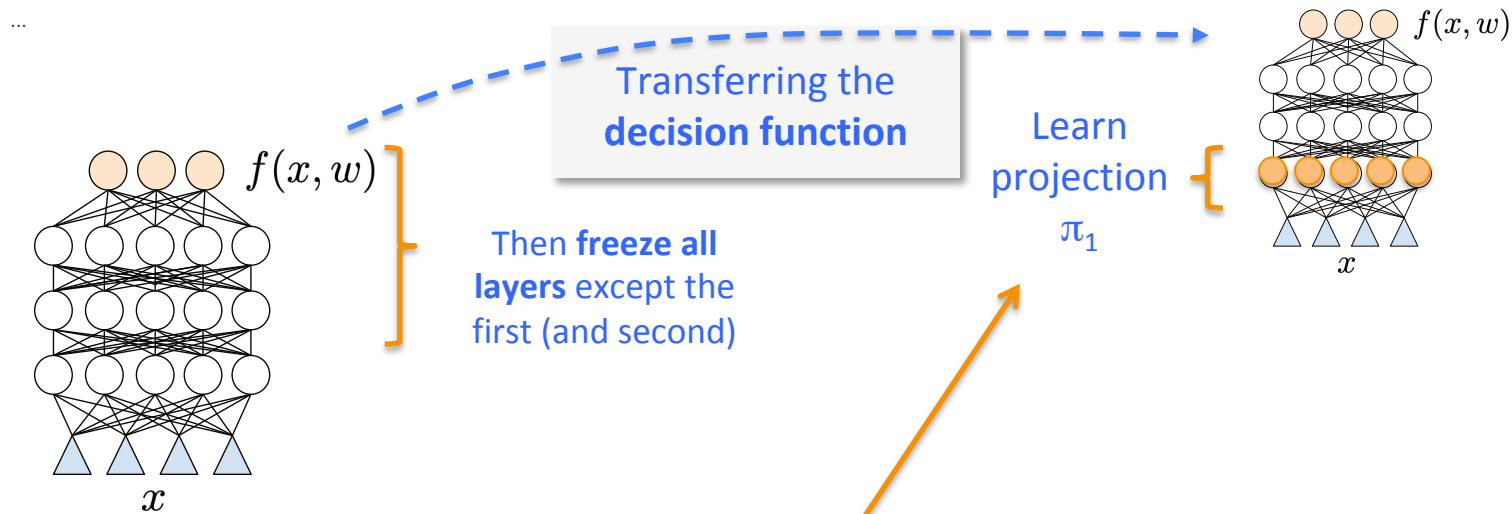 ...
f(x, w)
Transferring the
decision function
Learn
projection
π₁
f(x, w)
Then freeze all
layers except the
first (and second)
x
x